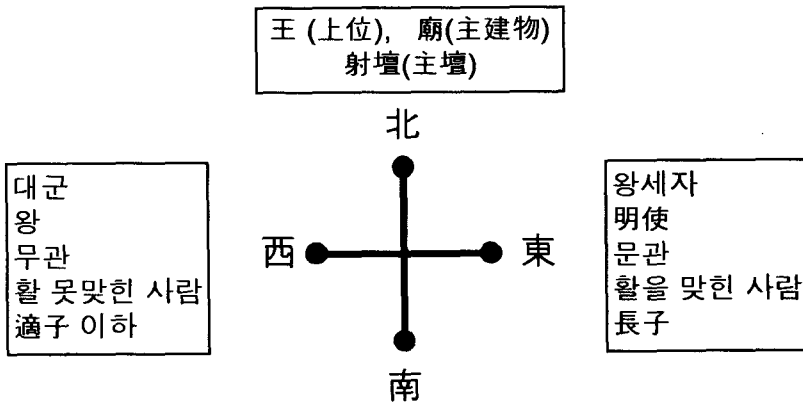 王 (上位), 廟(主建物)
射壇(主壇)
北
대군
왕
무관
활 못맞힌 사람
適子 이하
西
東
왕세자
明使
문관
활을 맞힌 사람
長子
南